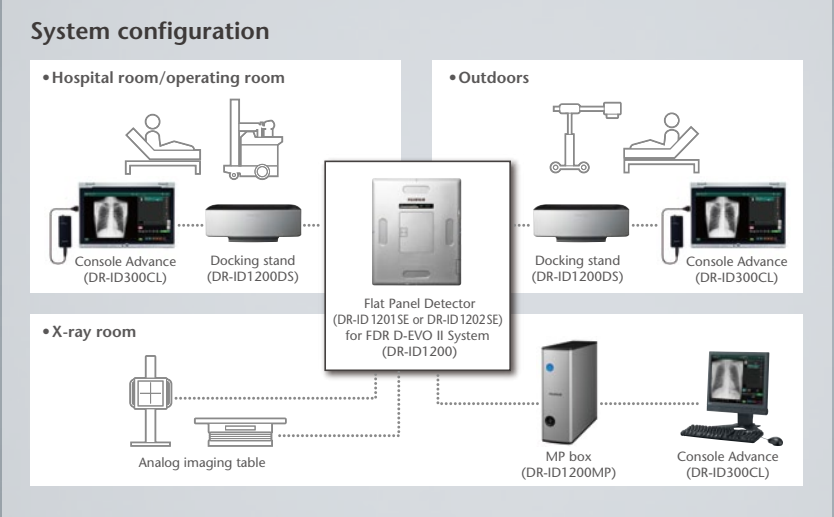 System configuration
•Hospital room/operating room
Console Advance
(DR-ID300CL)
Docking stand
(DR-ID1200DS)
•Outdoors
Docking stand
(DR-ID1200DS)
Console Advance
(DR-ID300CL)
FUJIFILM
Flat Panel Detector
(DR-ID1201SE or DR-ID1202SE)
for FDR D-EVO II System
(DR-ID1200)
•X-ray room
Analog imaging table
MP box
(DR-ID1200MP)
Console Advance
(DR-ID300CL)